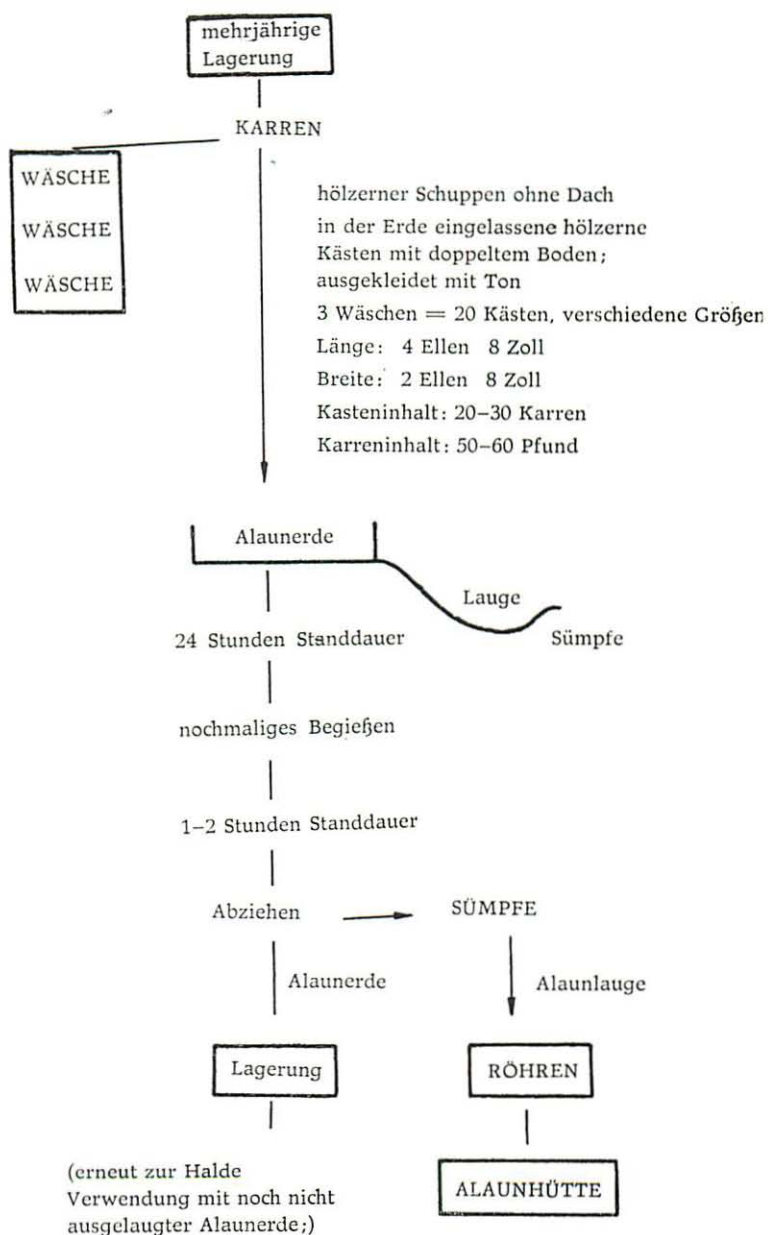 mehrjährige
Lagerung
KARREN
WÄSCHE
WÄSCHE
WÄSCHE
hölzerner Schuppen ohne Dach
in der Erde eingelassene hölzerne
Kästen mit doppeltem Boden;
ausgekleidet mit Ton
3 Wäschen = 20 Kästen, verschiedene Größen
Länge: 4 Ellen 8 Zoll
Breite: 2 Ellen 8 Zoll
Kasteninhalt: 20–30 Karren
Karreninhalt: 50–60 Pfund
Alaunerde
Lauge
24 Stunden Standdauer
Sümpfe
nochmaliges Begießen
1–2 Stunden Standdauer
Abziehen
SÜMPFE
Alaunerde
Alaunlauge
Lagerung
RÖHREN
(erneut zur Halde
Verwendung mit noch nicht
ausgelaugter Alaunerde;)
ALAUNHÜTTE